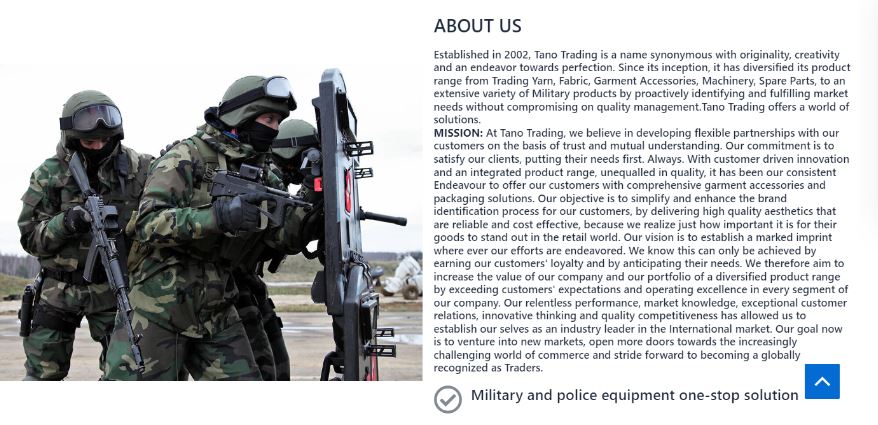 ABOUT US
Established in 2002, Tano Trading is a name synonymous with originality, creativity
and an endeavor towards perfection. Since its inception, it has diversified its product
range from Trading Yarn, Fabric, Garment Accessories, Machinery, Spare Parts, to an
extensive variety of Military products by proactively identifying and fulfilling market
needs without compromising on quality management.Tano Trading offers a world of
solutions.
MISSION: At Tano Trading, we believe in developing flexible partnerships with our
customers on the basis of trust and mutual understanding. Our commitment is to
satisfy our clients, putting their needs first. Always. With customer driven innovation
and an integrated product range, unequalled in quality, it has been our consistent
Endeavour to offer our customers with comprehensive garment accessories and
packaging solutions. Our objective is to simplify and enhance the brand
identification process for our customers, by delivering high quality aesthetics that
are reliable and cost effective, because we realize just how important it is for their
goods to stand out in the retail world. Our vision is to establish a marked imprint
where ever our efforts are endeavored. We know this can only be achieved by
earning our customers' loyalty and by anticipating their needs. We therefore aim to
increase the value of our company and our portfolio of a diversified product range
by exceeding customers' expectations and operating excellence in every segment of
our company. Our relentless performance, market knowledge, exceptional customer
relations, innovative thinking and quality competitiveness has allowed us to
establish our selves as an industry leader in the International market. Our goal now
is to venture into new markets, open more doors towards the increasingly
challenging world of commerce and stride forward to becoming a globally
recognized as Traders.
Military and police equipment one-stop solution